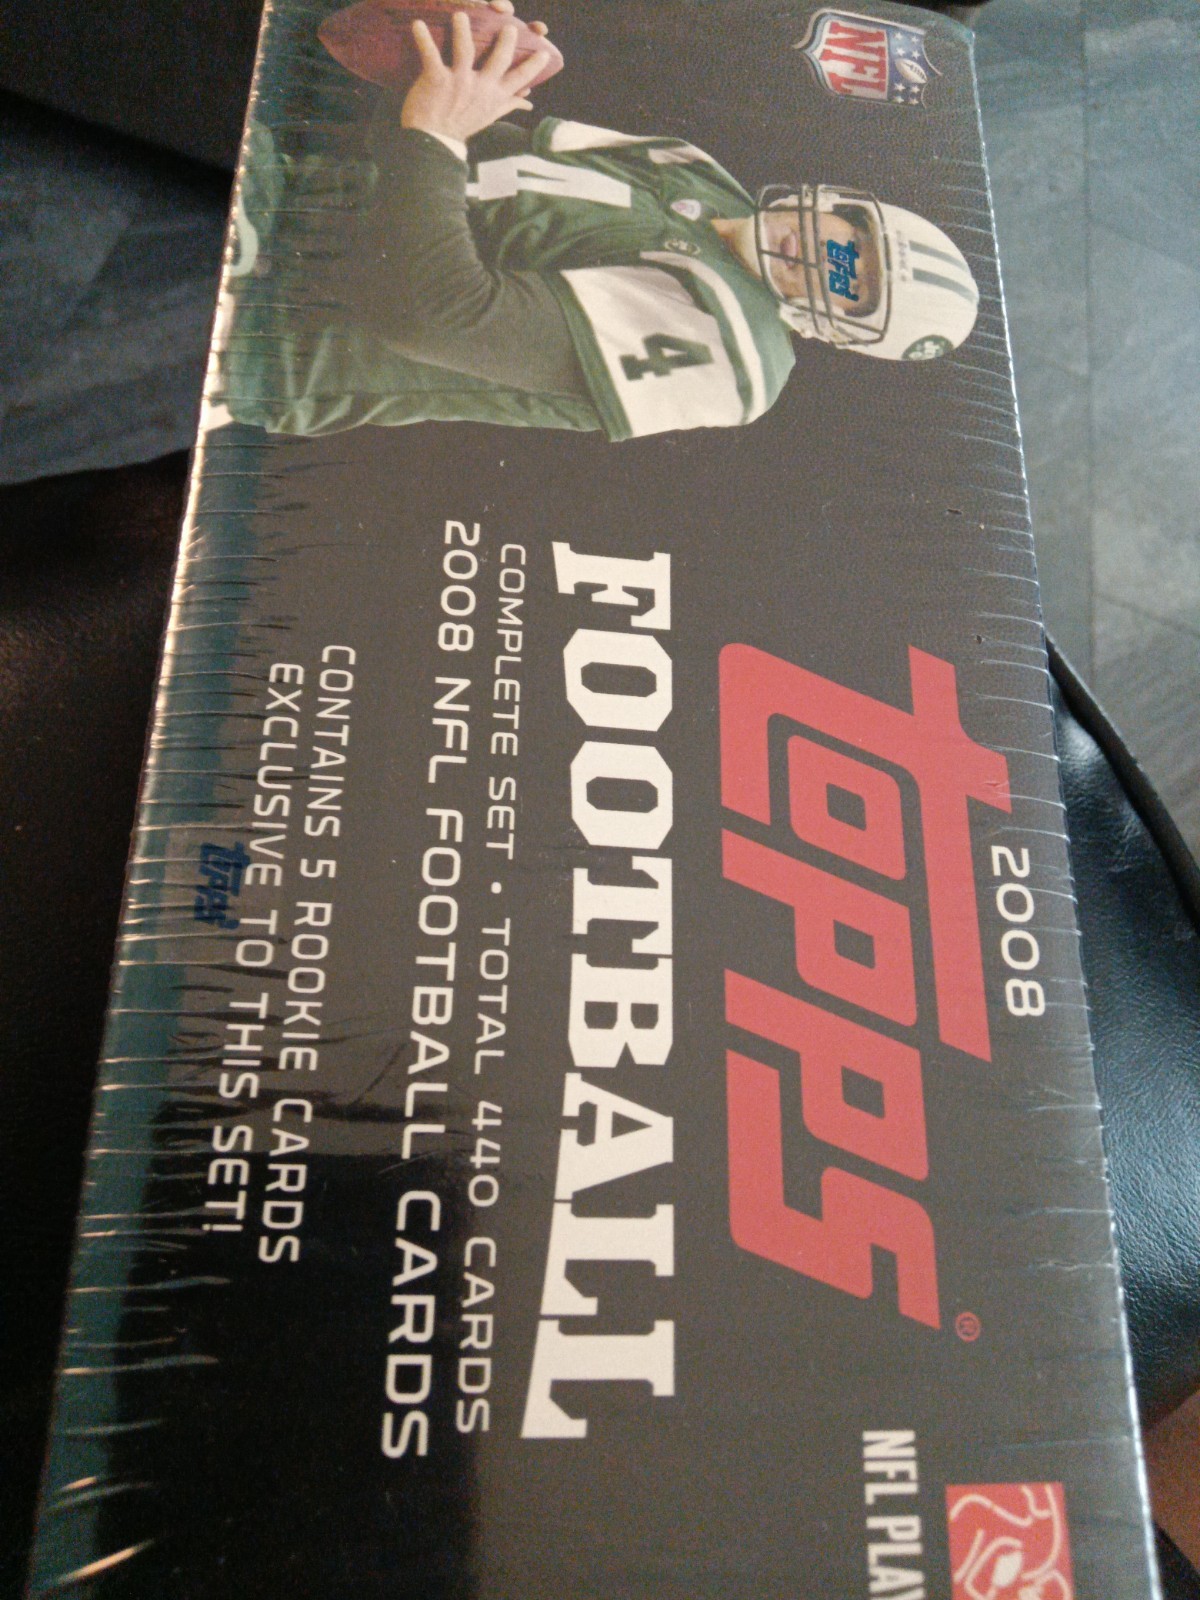 2008
topps®
FOOTBALL
COMPLETE SET • TOTAL 440 CARDS
2008 NFL FOOTBALL CARDS
CONTAINS 5 ROOKIE CARDS
EXCLUSIVE TO THIS SET!
NFL
4
4
topps
topps
NFL PLAY